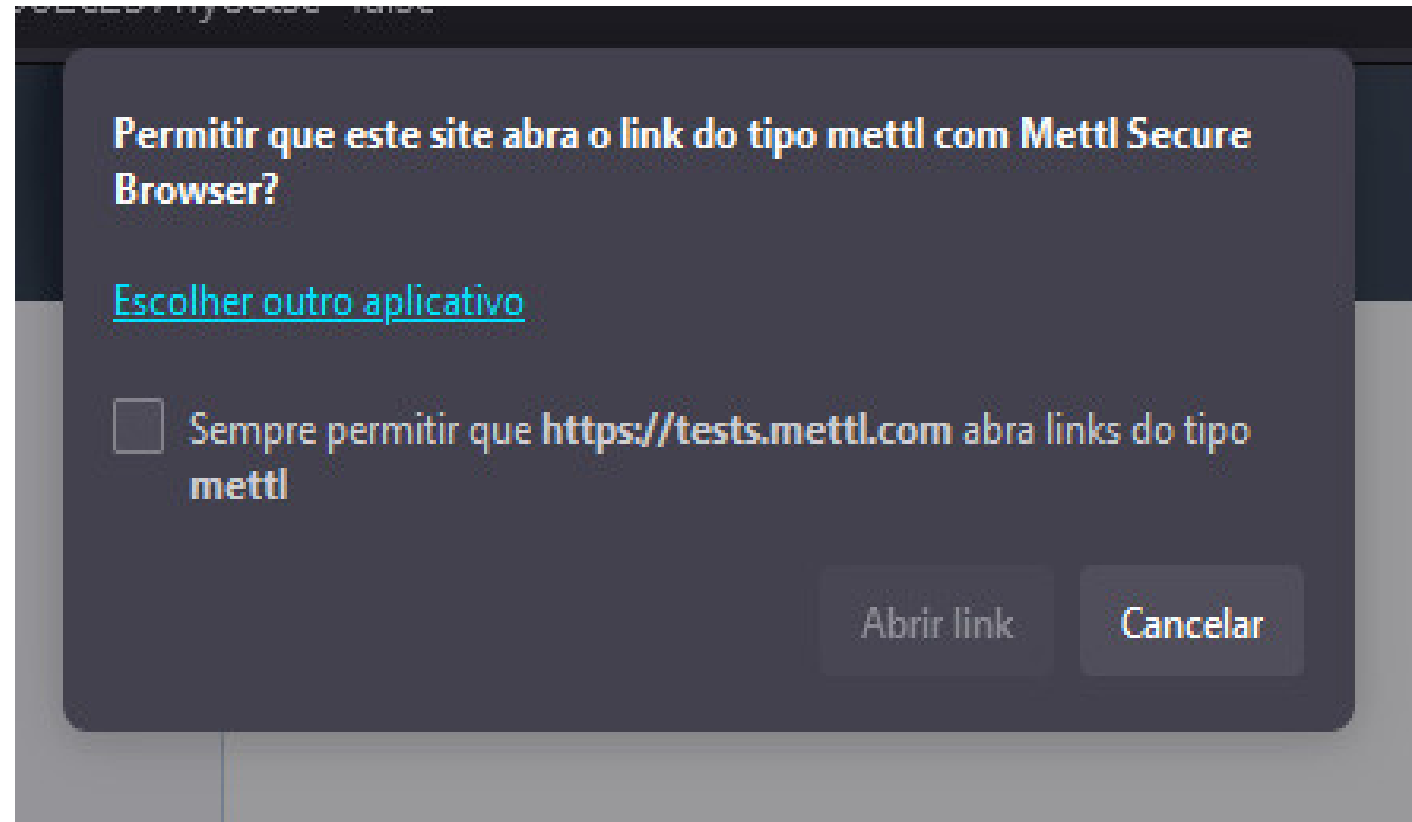 Permitir que este site abra o link do tipo mettl com Mettl Secure
Browser?
Escolher outro aplicativo
Sempre permitir que https://tests.mettl.com abra links do tipo
mettl
Abrir link
Cancelar